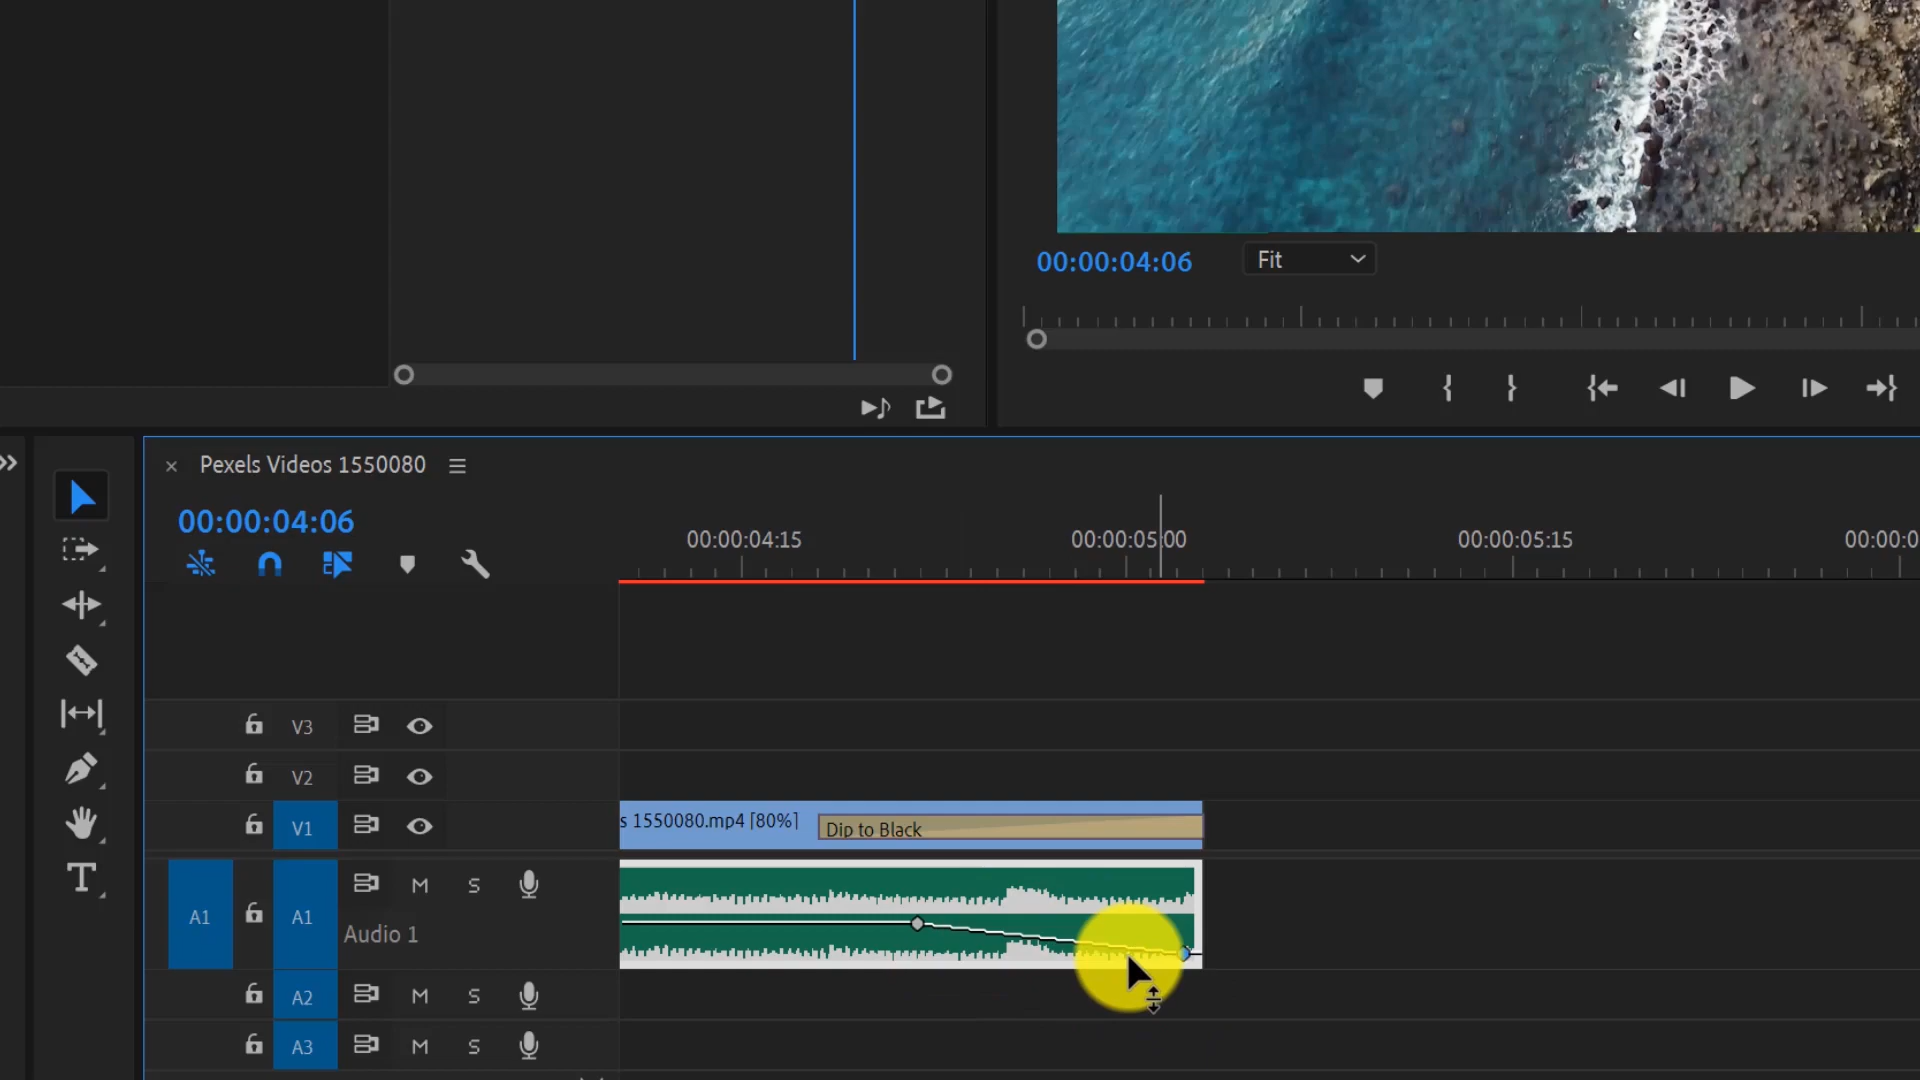 00:00:04:06
Fit
Pexels Videos 1550080
00:00:04:06
00:00:04:15
00:00:05:00
00:00:05:15
00:00:0
V3
V2
V1
s 1550080.mp4 [80%]
Dip to Black
A1
A1
M
S
Audio 1
A2
M
S
A3
M
S